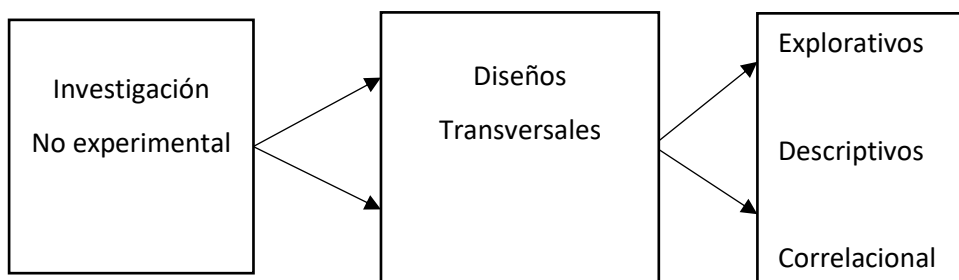 Investigación
No experimental
Diseños
Transversales
Explorativos
Descriptivos
Correlacional